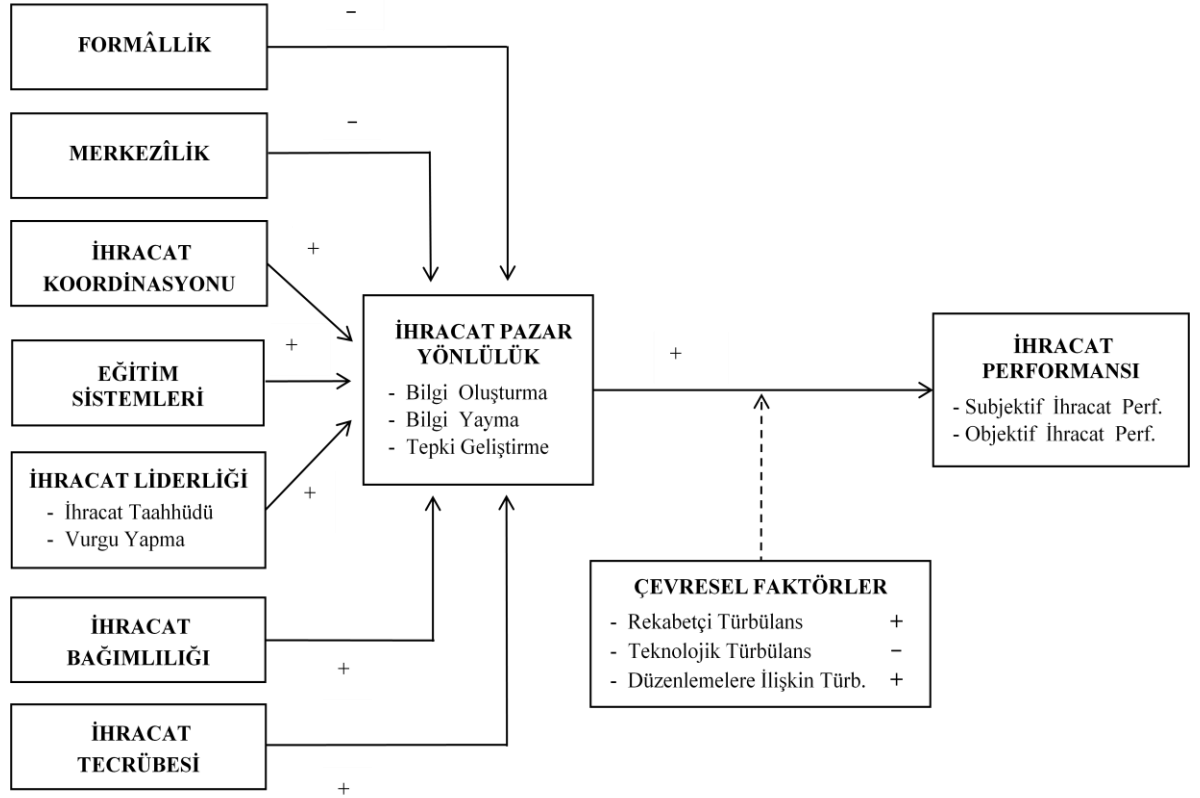 FORMÂLLİK
−
MERKEZÎLİK
−
İHRACAT
KOORDİNASYONU
+
EĞİTİM
SİSTEMLERİ
+
İHRACAT LİDERLİĞİ
- İhracat Taahhüdü
- Vurgu Yapma
+
İHRACAT
BAĞIMLILIĞI
+
İHRACAT
TECRÜBESİ
+
İHRACAT PAZAR
YÖNLÜLÜK
- Bilgi Oluşturma
- Bilgi Yayma
- Tepki Geliştirme
+
İHRACAT
PERFORMANSI
- Subjektif İhracat Perf.
- Objektif İhracat Perf.
ÇEVRESEL FAKTÖRLER
- Rekabetçi Türbülans +
- Teknolojik Türbülans −
- Düzenlemelere İlişkin Türb. +